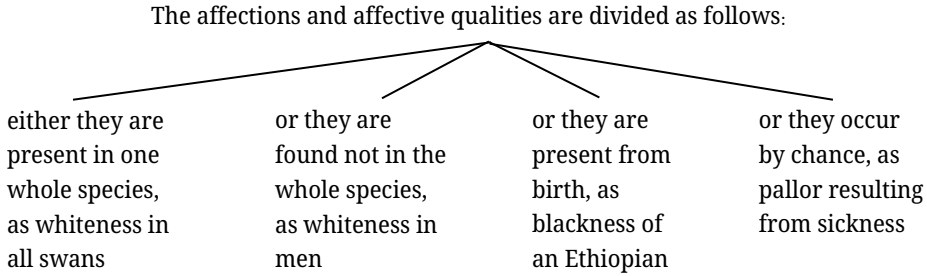 The affections and affective qualities are divided as follows:
either they are
present in one
whole species,
as whiteness in
all swans
or they are
found not in the
whole species,
as whiteness in
men
or they are
present from
birth, as
blackness of
an Ethiopian
or they occur
by chance, as
pallor resulting
from sickness